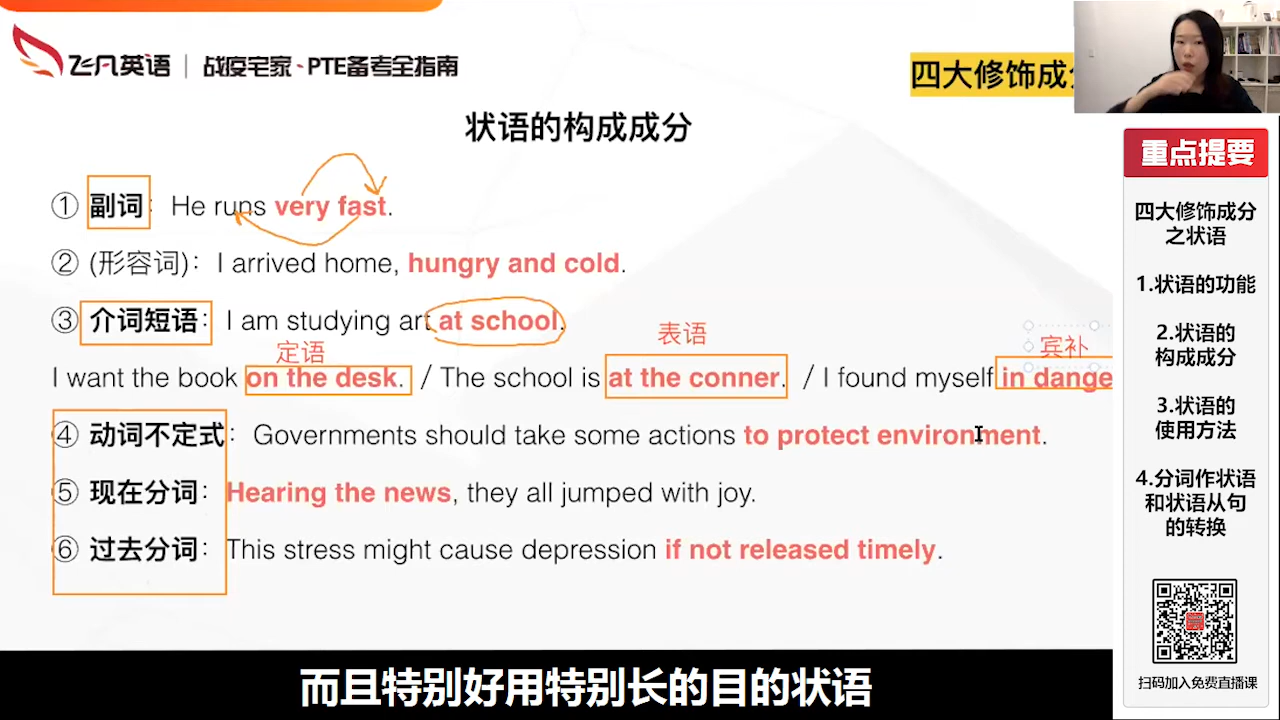 飞凡英语 | 战疫宅家、PTE备考全指南
四大修饰成
状语的构成成分
① 副词： He runs very fast.
② (形容词)： I arrived home, hungry and cold.
③ 介词短语： I am studying art at school.
定语
表语
宾补
I want the book on the desk. / The school is at the conner. / I found myself in dange
④ 动词不定式： Governments should take some actions to protect environment.
⑤ 现在分词： Hearing the news, they all jumped with joy.
⑥ 过去分词： This stress might cause depression if not released timely.
而且特别好用特别长的目的状语
重点提要
四大修饰成分
之状语
1.状语的功能
2.状语的
构成成分
3.状语的
使用方法
4.分词作状语
和状语从句
的转换
扫码加入免费直播课